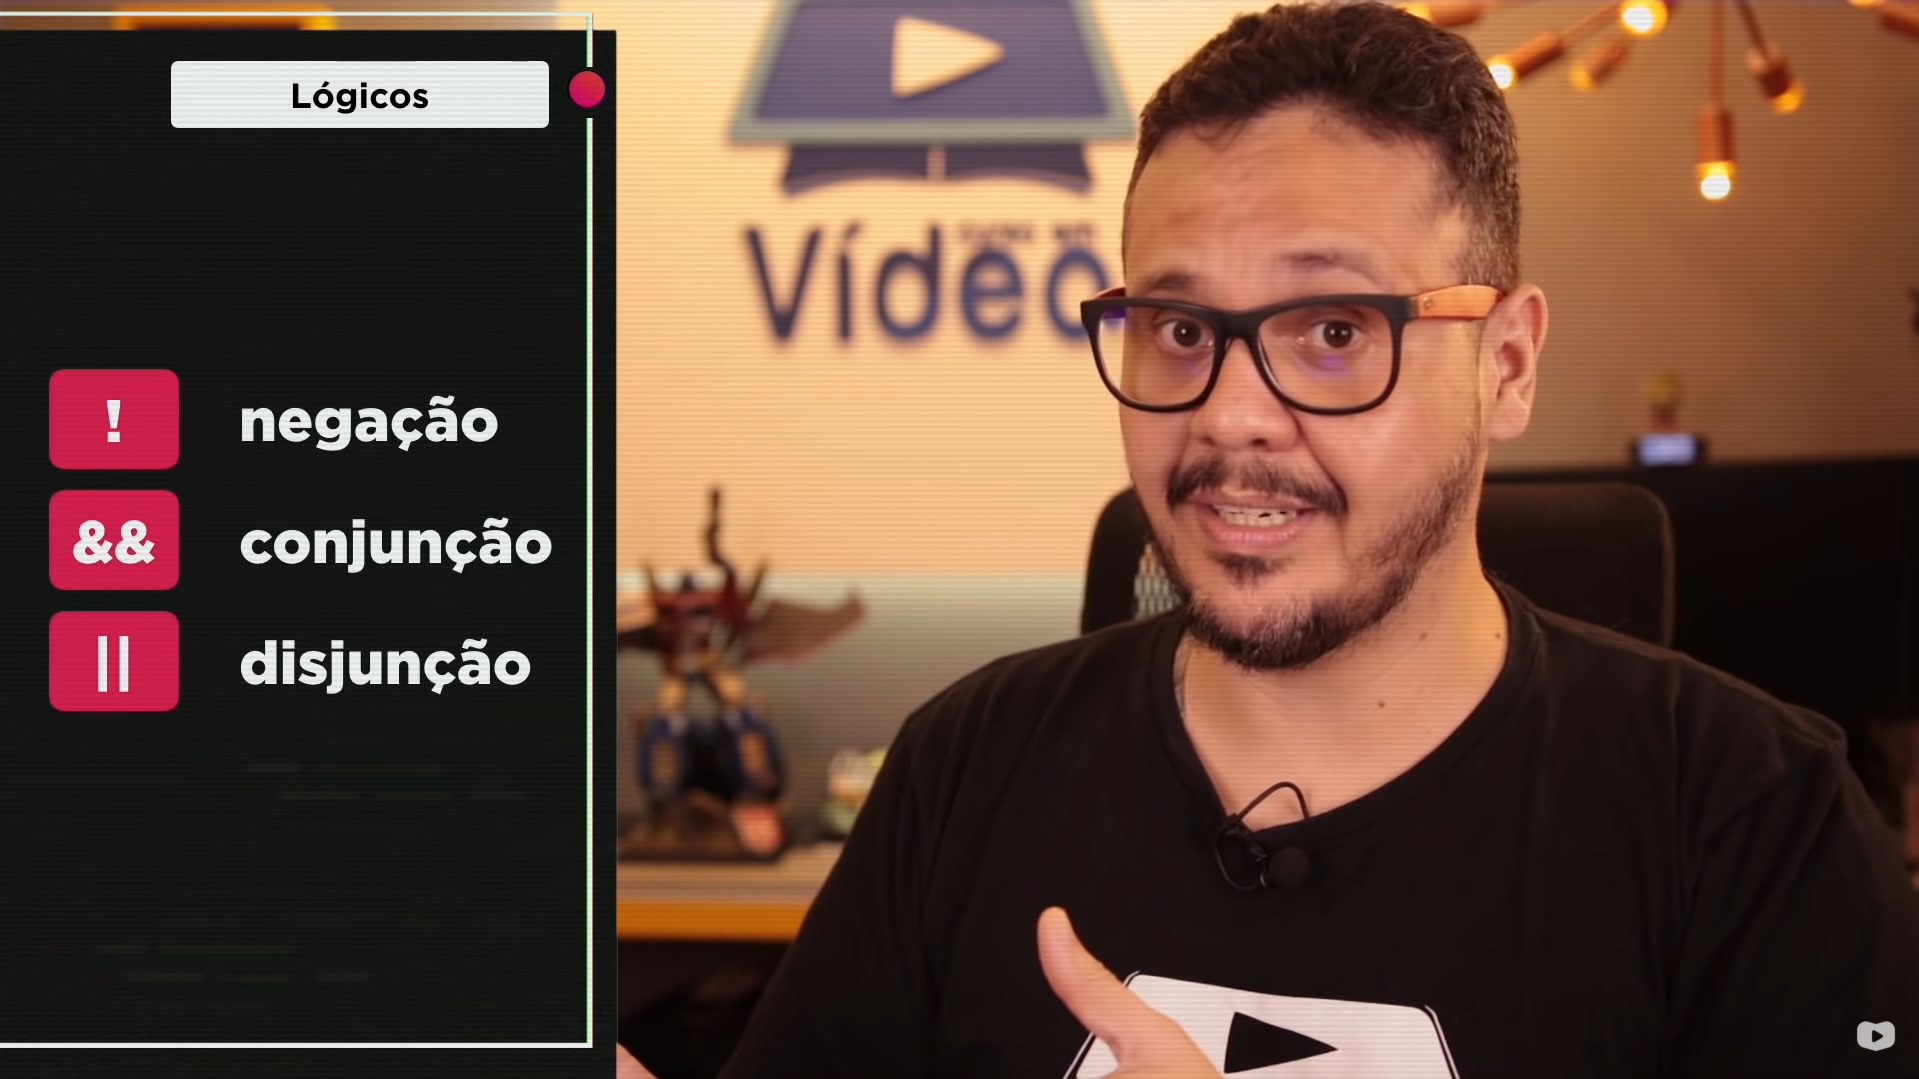 Lógicos
! negação
&& conjunção
|| disjunção
Vídeo